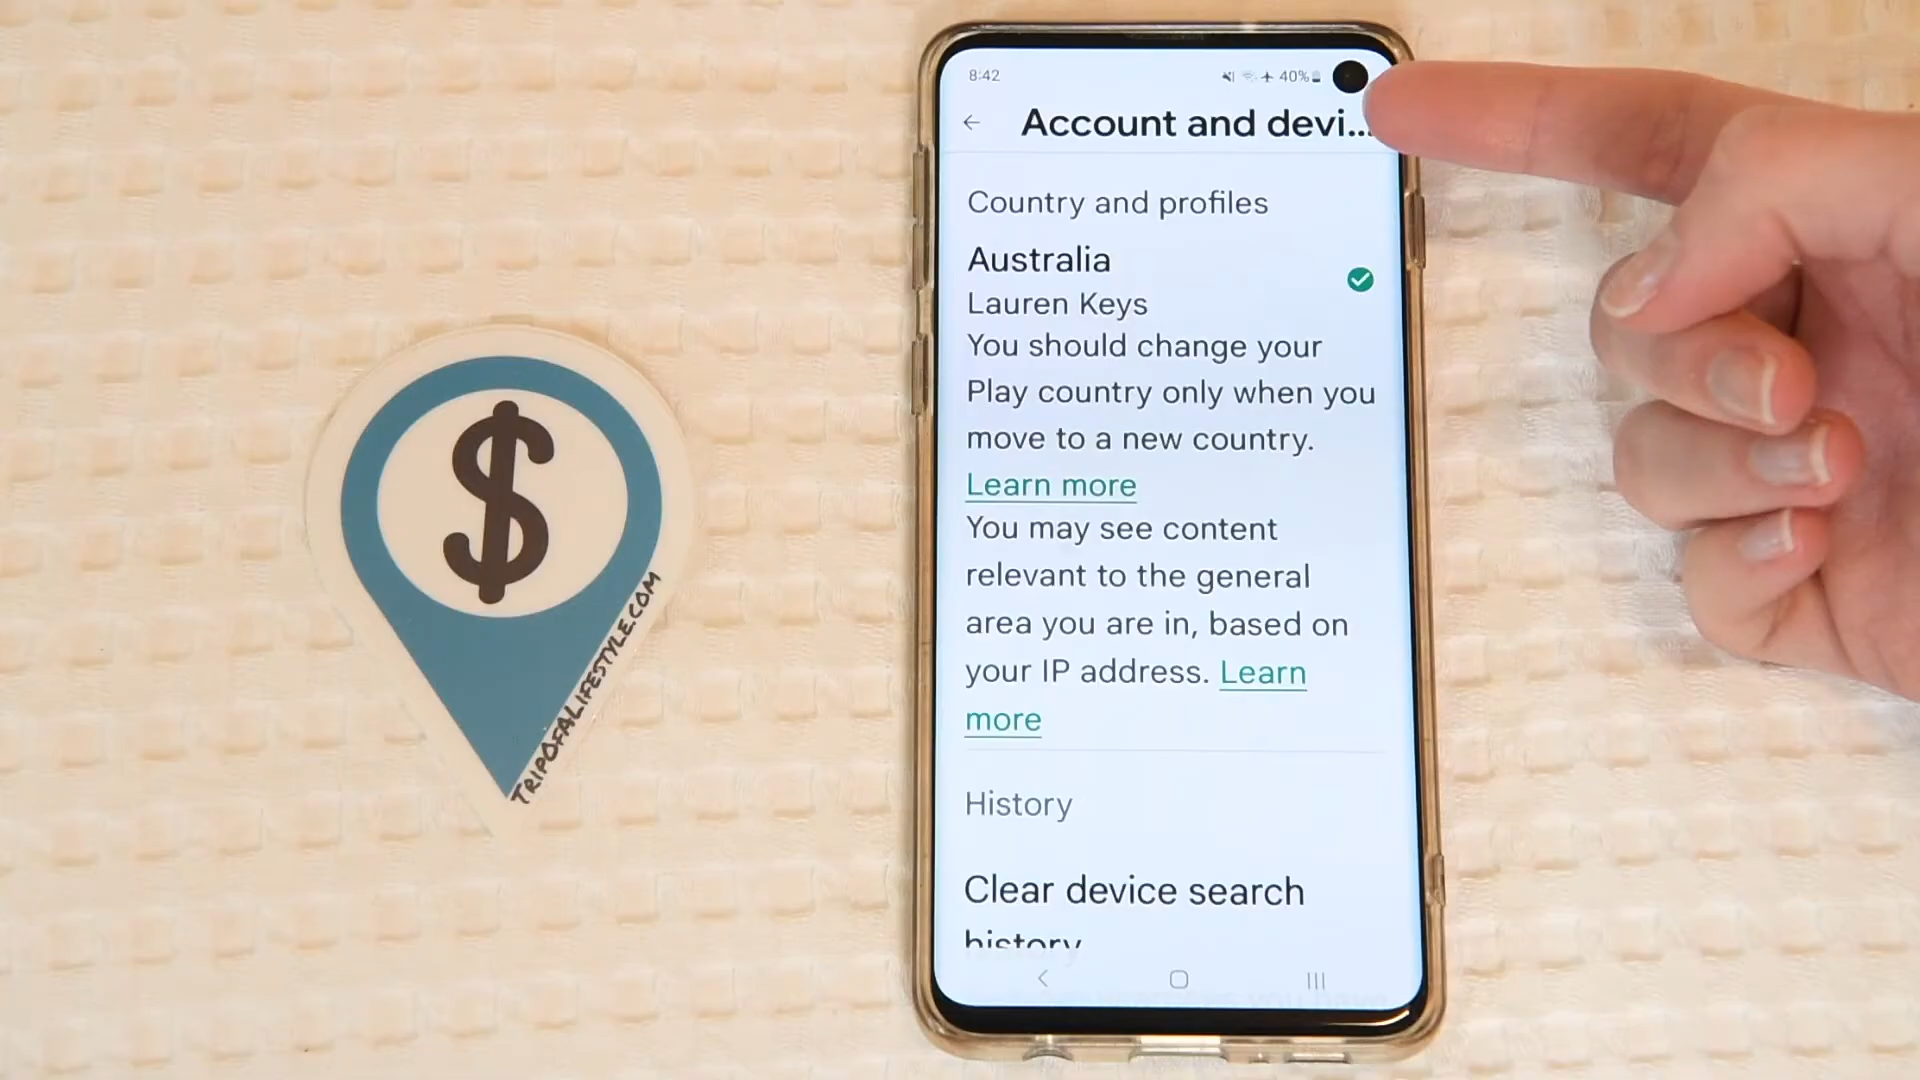 8:42
40%
Account and devi...
Country and profiles
Australia
Lauren Keys
You should change your
Play country only when you
move to a new country.
Learn more
You may see content
relevant to the general
area you are in, based on
your IP address. Learn
more
History
Clear device search
history
$
TRIPOFALIFESTYLE.COM